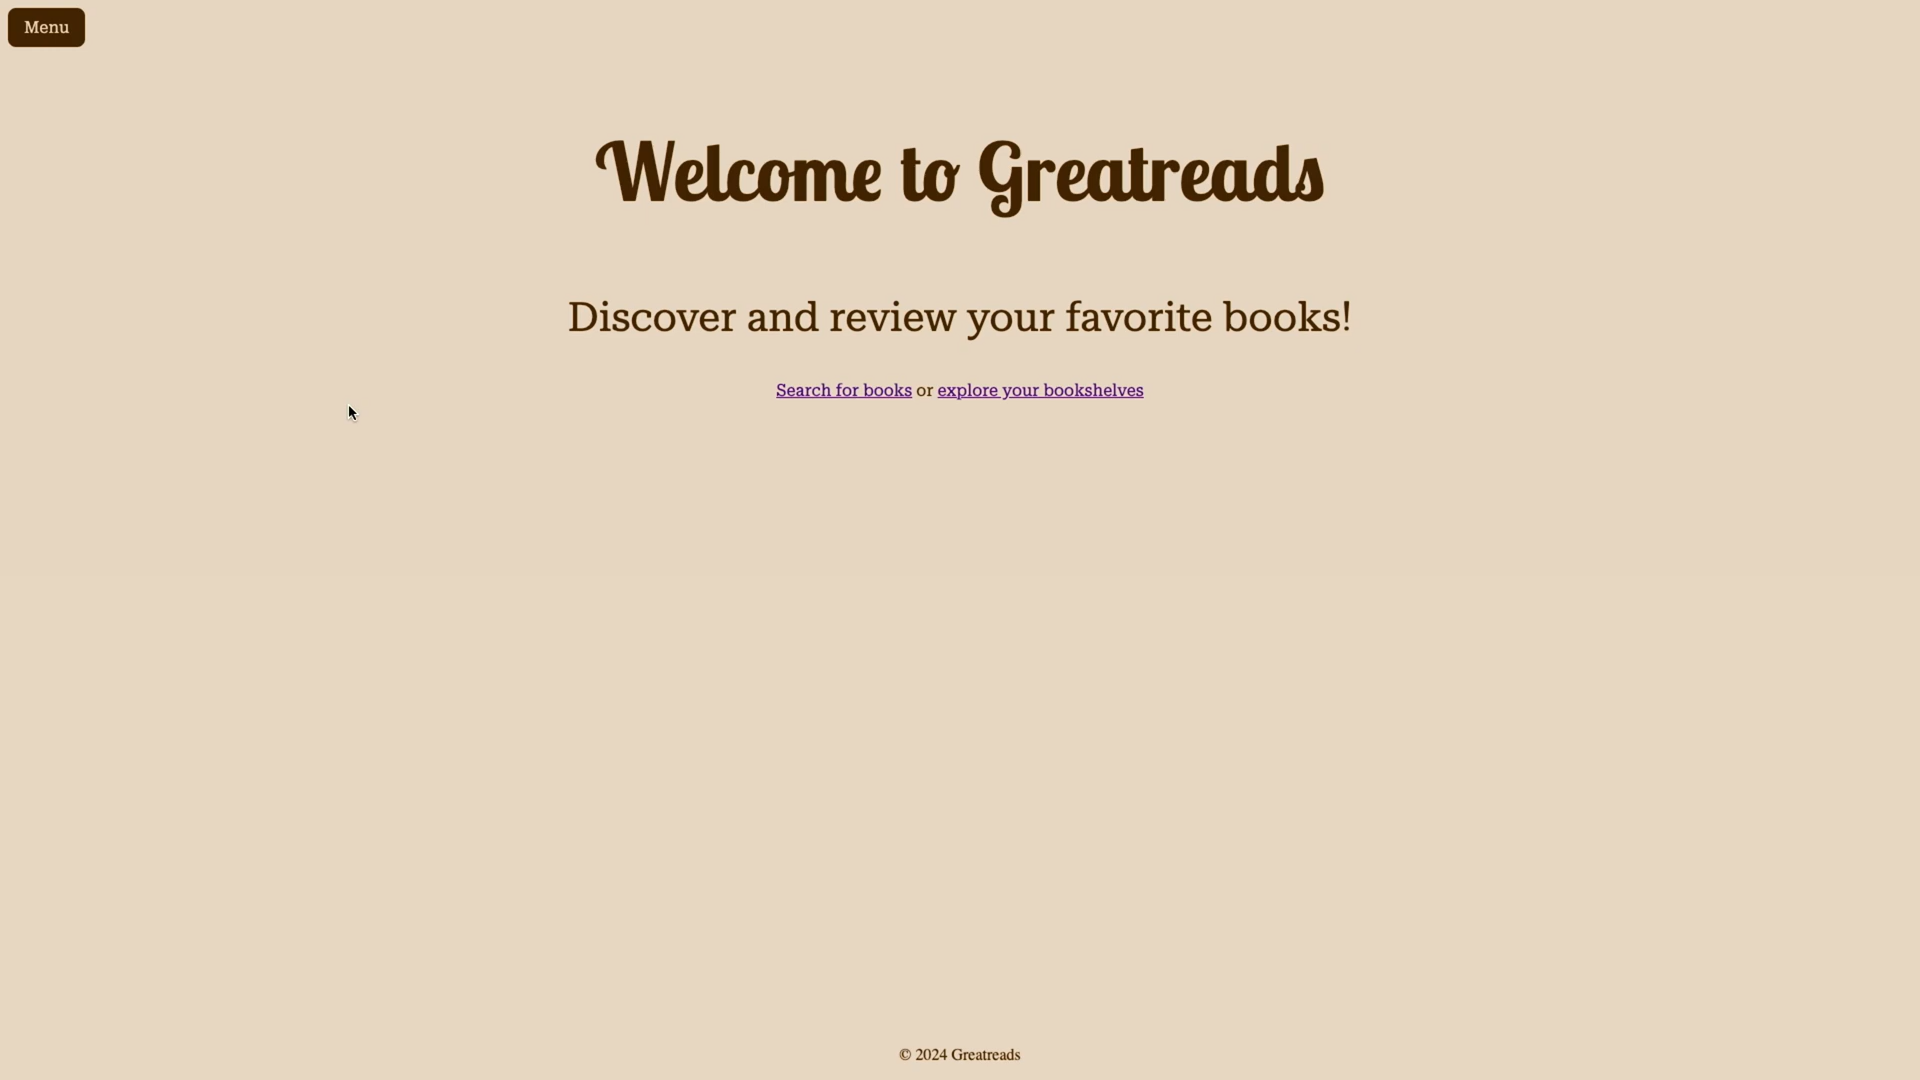 Menu
Welcome to Greatreads
Discover and review your favorite books!
Search for books or explore your bookshelves
© 2024 Greatreads